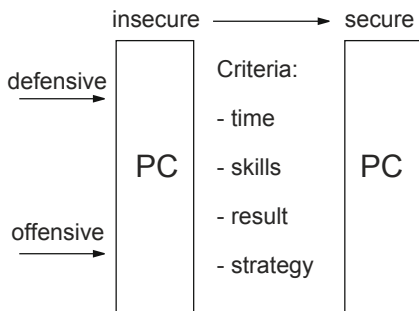 insecure secure
defensive
Criteria:
- time
PC - skills PC
- result
offensive
- strategy